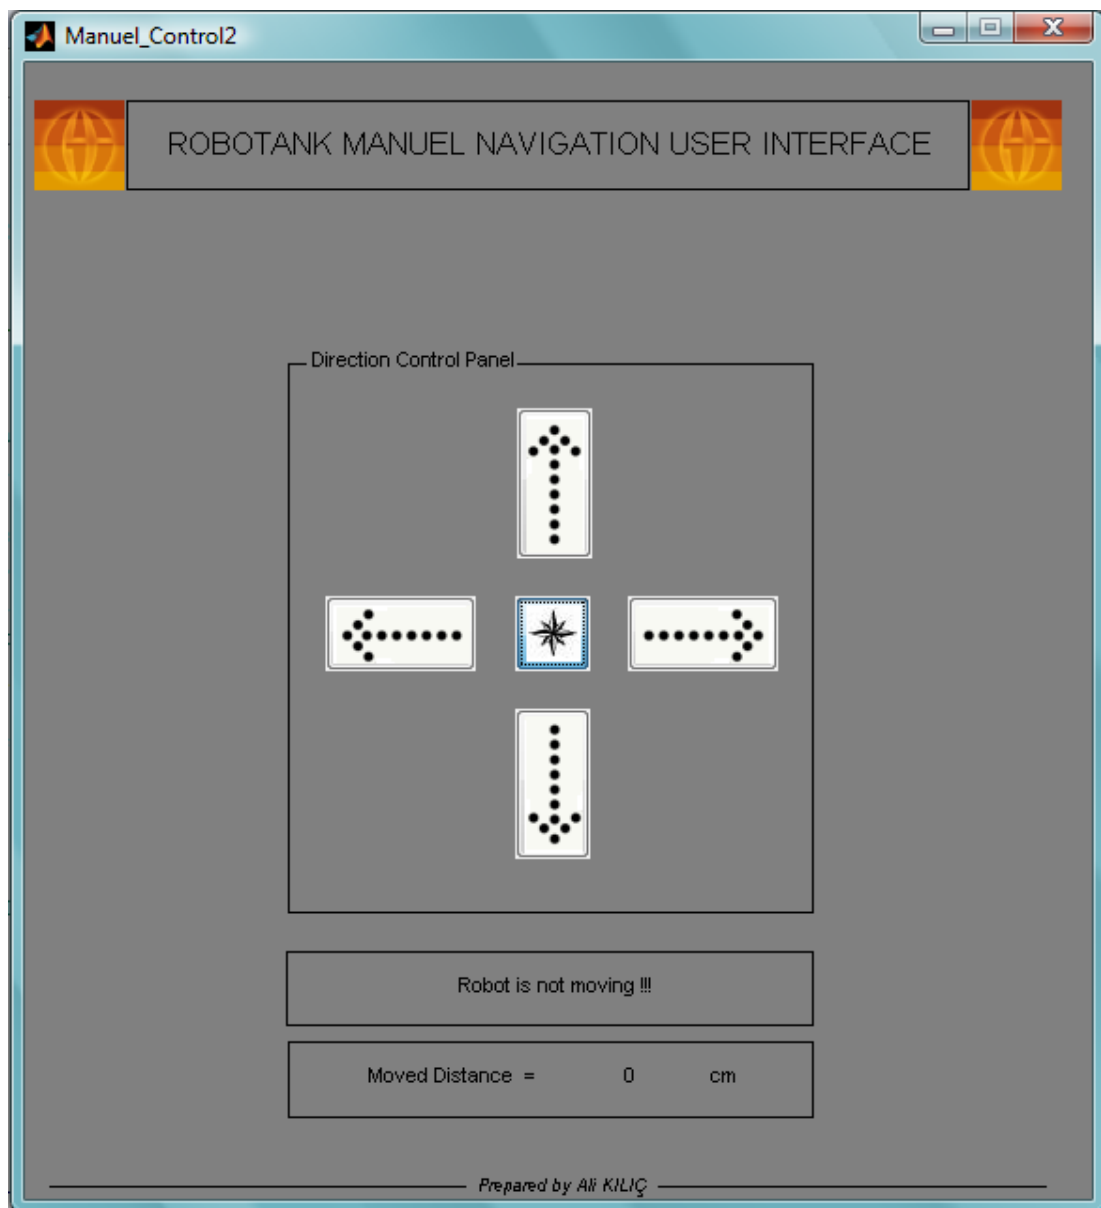 Manuel_Control2
ROBOTANK MANUEL NAVIGATION USER INTERFACE
Direction Control Panel
Robot is not moving !!!
Moved Distance = 0 cm
Prepared by Ali KILIÇ